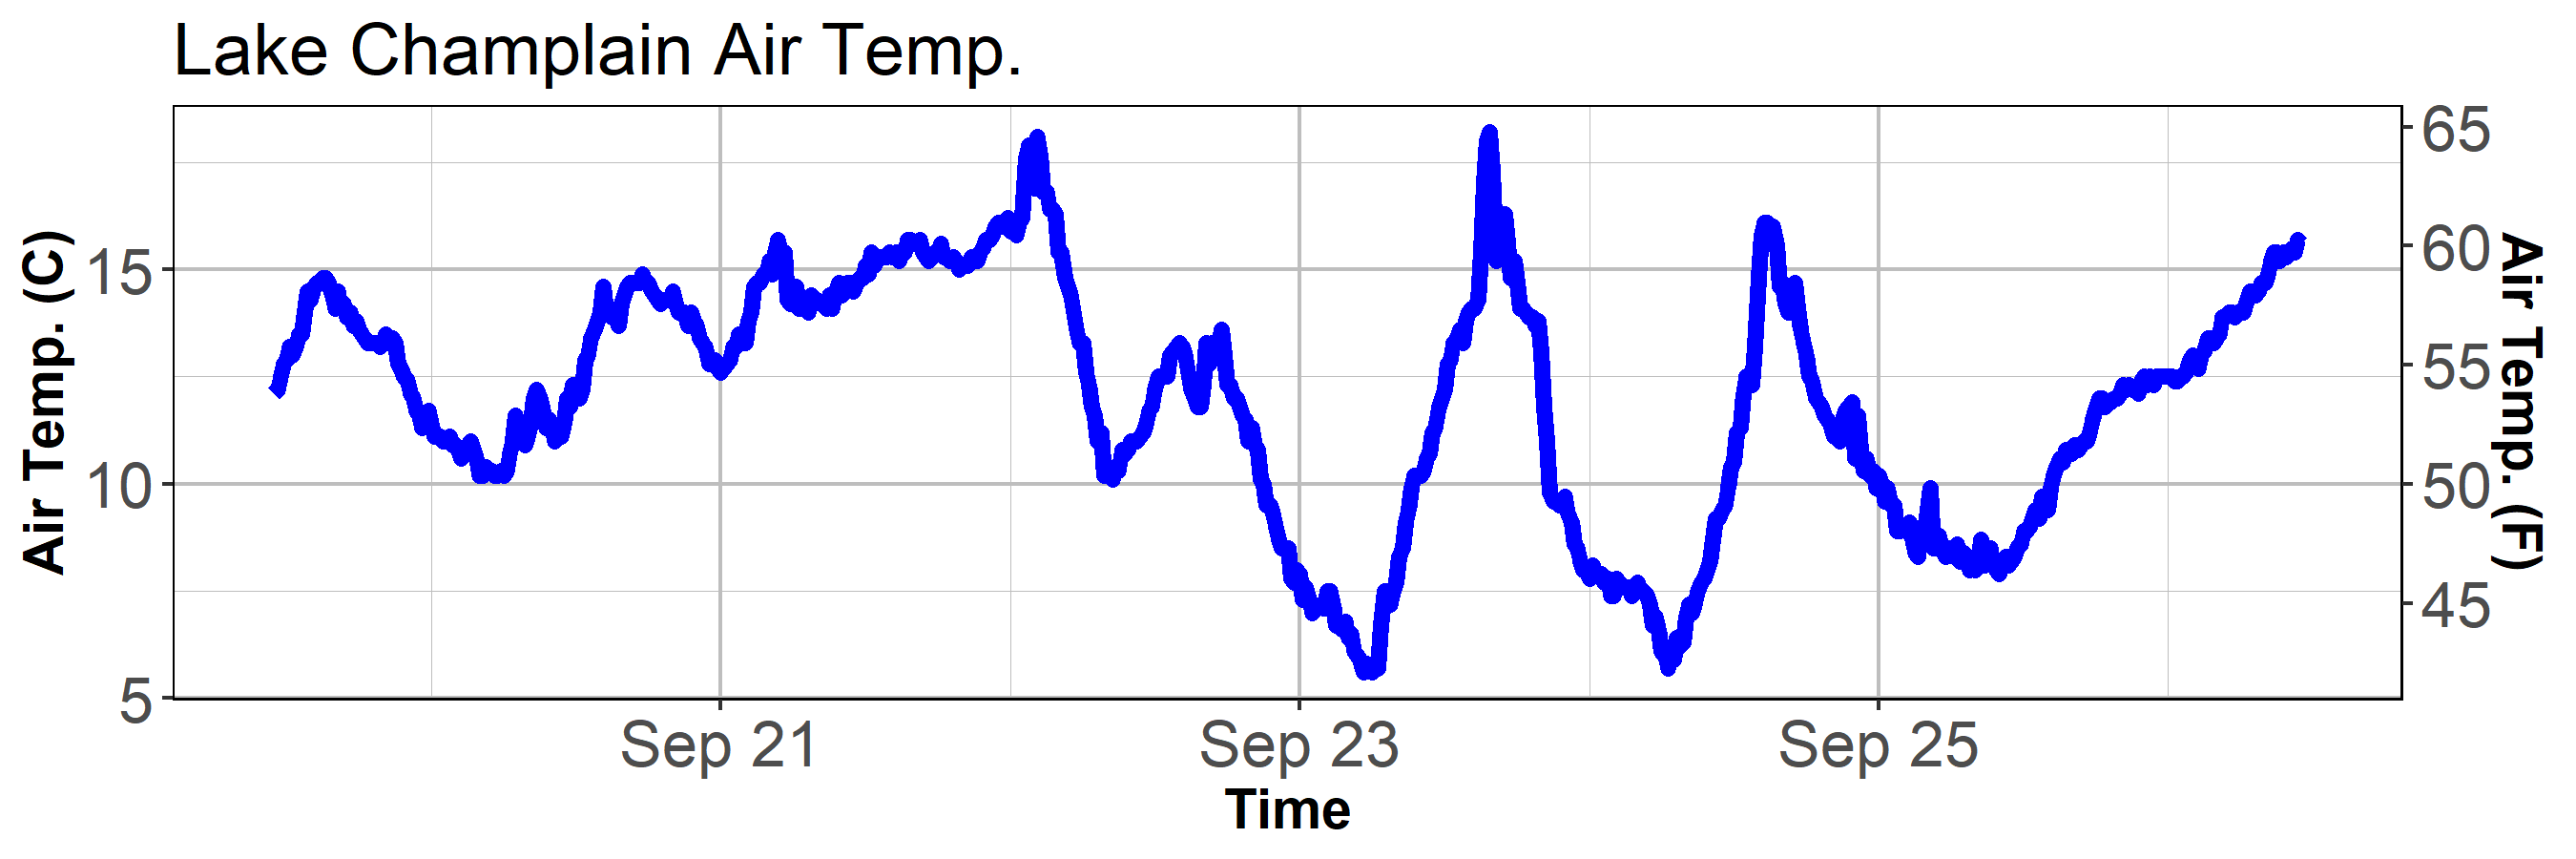 Lake Champlain Air Temp.
Air Temp. (C)
15
10
5
65
60
55
50
45
Air Temp. (F)
Sep 21 Sep 23 Sep 25
Time